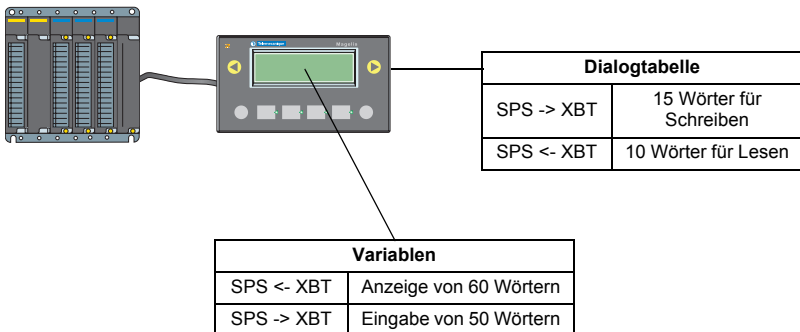 Telemecanique
Magelis
Dialogtabelle
SPS -> XBT
15 Wörter für
Schreiben
SPS <- XBT
10 Wörter für Lesen
Variablen
SPS <- XBT
Anzeige von 60 Wörtern
SPS -> XBT
Eingabe von 50 Wörtern